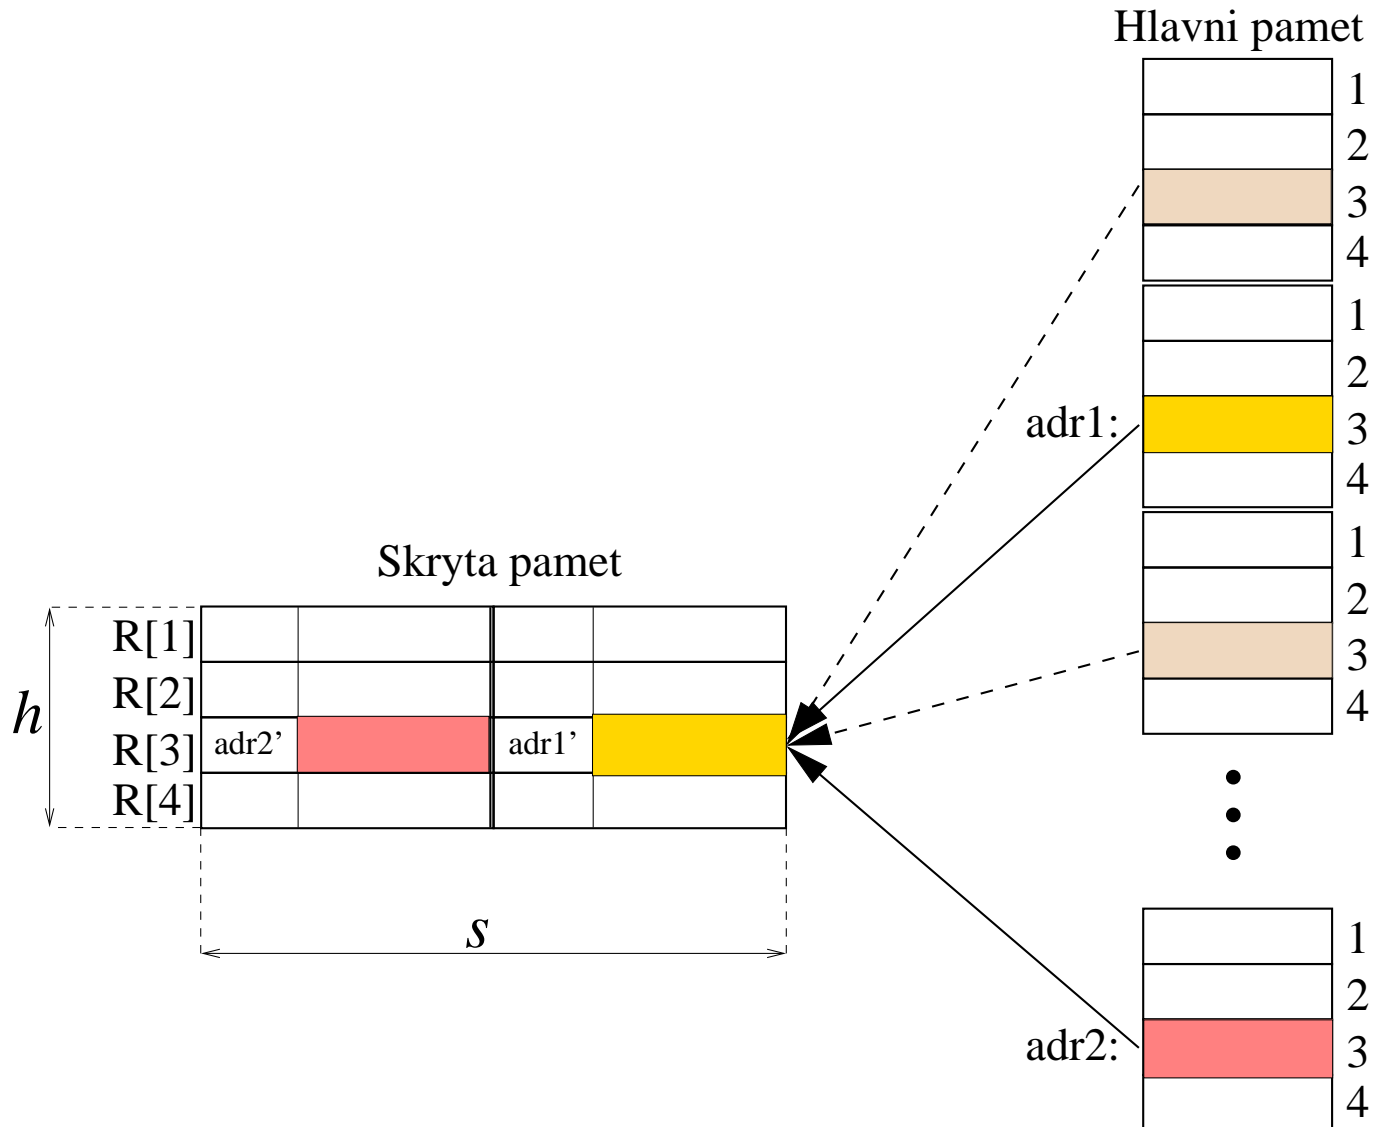 Hlavni pamet
1
2
3
4
1
2
adr1:
3
4
1
2
3
4
Skryta pamet
h
R[1]
R[2]
R[3]
adr2’
adr1’
R[4]
s
1
2
adr2:
3
4